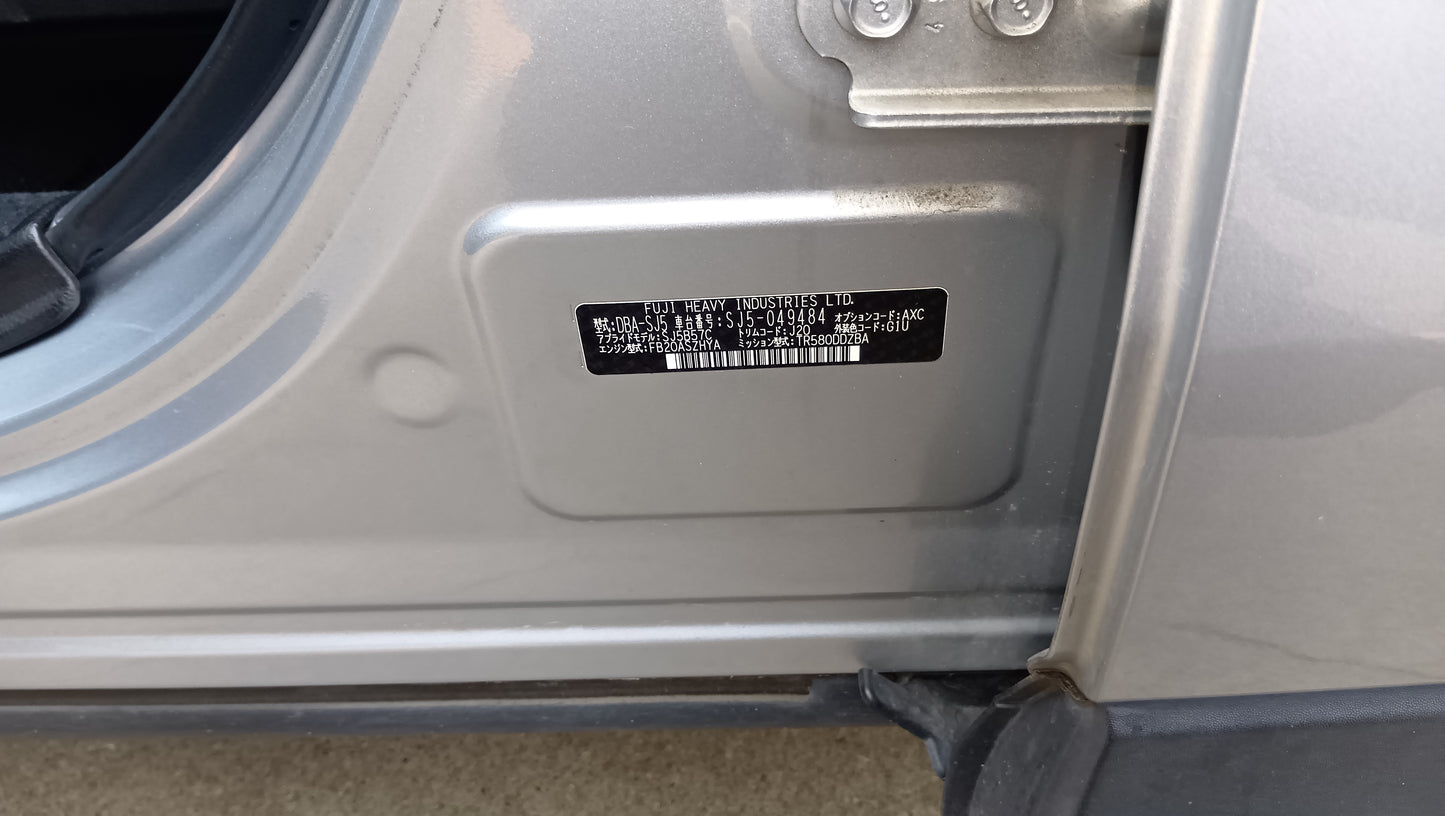 FUJI HEAVY INDUSTRIES LTD.
型式:DBA-SJ5 車台番号:SJ5-049484 オプションコード:AXC
アプライドモデル:SJ5B57C トリムコード:J20 外装色コード:G1U
エンジン型式:FB20ASZHYA ミッション型式:TR580DDZBA